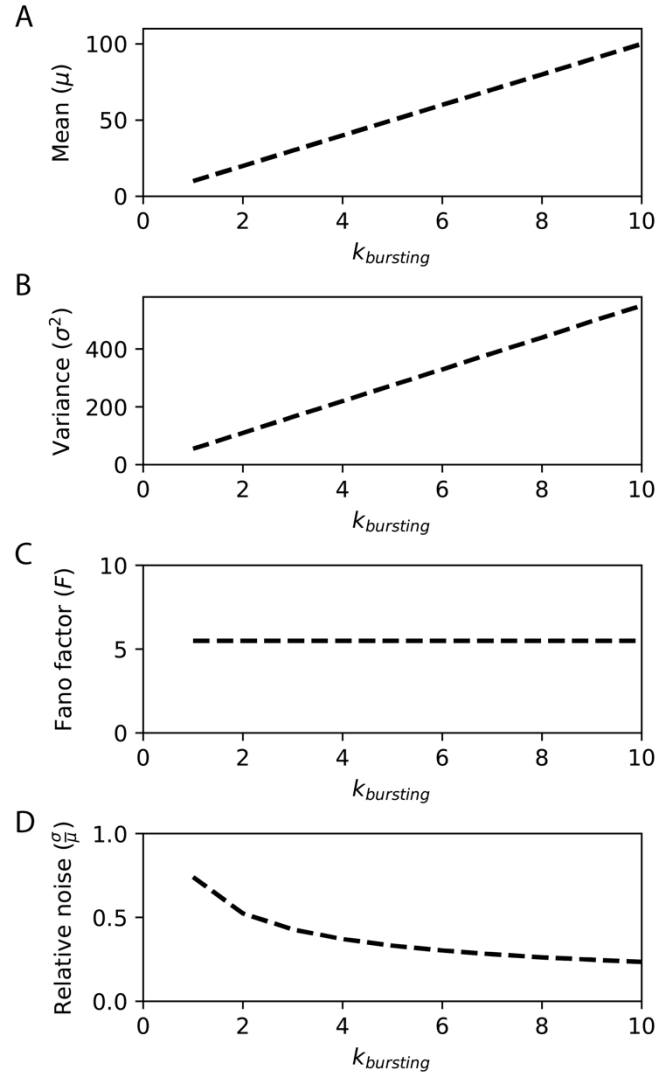 A
Mean (μ)
100
50
0
0 2 4 6 8 10
k_bursting
B
Variance (σ²)
400
200
0
0 2 4 6 8 10
k_bursting
C
Fano factor (F)
10
5
0
0 2 4 6 8 10
k_bursting
D
Relative noise (σ/μ)
1.0
0.5
0.0
0 2 4 6 8 10
k_bursting